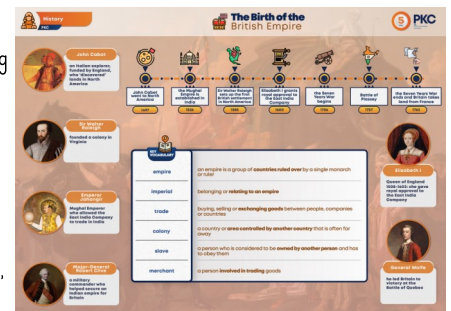 g
,
History
PKC
The Birth of the
British Empire
5
PKC
John Cabot
an Italian explorer,
funded by England,
who 'discovered'
lands in North
America
Sir Walter
Raleigh
founded a colony in
Virginia
Emperor
Jahangir
Mughal Emperor
who allowed the
East India Company
to trade in India
Major-General
Robert Clive
a military
commander who
helped secure an
Indian empire for
Britain
John Cabot
went to North
America
the Mughal
Empire is
established in
India
Sir Walter Raleigh
sets up the first
British settlement
in North America
Elizabeth I grants
royal approval to
the East India
Company
the Seven
Years War
begins
Battle of
Plassey
the Seven Years War
ends and Britain takes
land from France
KEY
VOCABULARY
empire
an empire is a group of countries ruled over by a single monarch
or ruler
imperial
belonging or relating to an empire
trade
buying, selling or exchanging goods between people, companies
or countries
colony
a country or area controlled by another country that is often far
away
slave
a person who is considered to be owned by another person and has
to obey them
merchant
a person involved in trading goods
Elizabeth I
Queen of England
1558-1603: she gave
royal approval to
the East India
Company
General Wolfe
he led Britain to
victory at the
Battle of Quebec